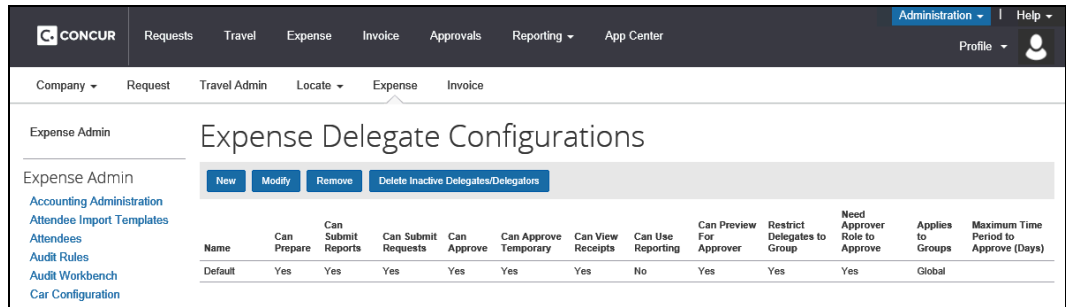 Administration | Help
C. CONCUR Requests Travel Expense Invoice Approvals Reporting App Center
Profile
Company Request Travel Admin Locate Expense Invoice
Expense Admin
Expense Delegate Configurations
Expense Admin
New Modify Remove Delete Inactive Delegates/Delegators
Accounting Administration
Attendee Import Templates
Attendees
Audit Rules
Audit Workbench
Car Configuration
Name Can Prepare Can Submit Reports Can Submit Requests Can Approve Can Approve Temporary Can View Receipts Can Use Reporting Can Preview For Approver Restrict Delegates to Group Need Approver Role to Approve Applies to Groups Maximum Time Period to Approve (Days)
Default Yes Yes Yes Yes Yes Yes No Yes Yes Yes Global